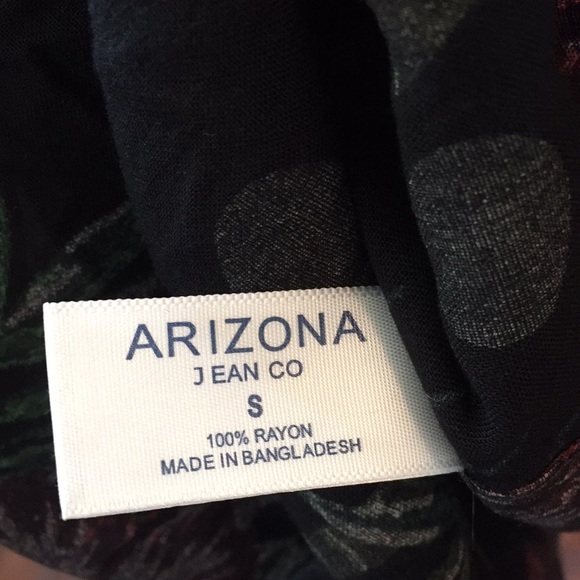 ARIZONA
JEAN CO
S
100% RAYON
MADE IN BANGLADESH